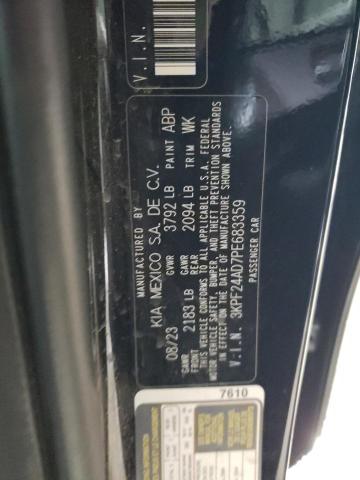 MANUFACTURED BY
KIA MEXICO S.A. DE C.V.
08/23 GVWR 3792 LB PAINT ABP
GAWR FRONT 2183 LB GAWR REAR 2094 LB TRIM WK
THIS VEHICLE CONFORMS TO ALL APPLICABLE U.S.A. FEDERAL
MOTOR VEHICLE SAFETY, BUMPER, AND THEFT PREVENTION STANDARDS
IN EFFECT ON THE DATE OF MANUFACTURE SHOWN ABOVE.
V.I.N. 3KPF24AD7PE683359
PASSENGER CAR
V.I.N.
7610